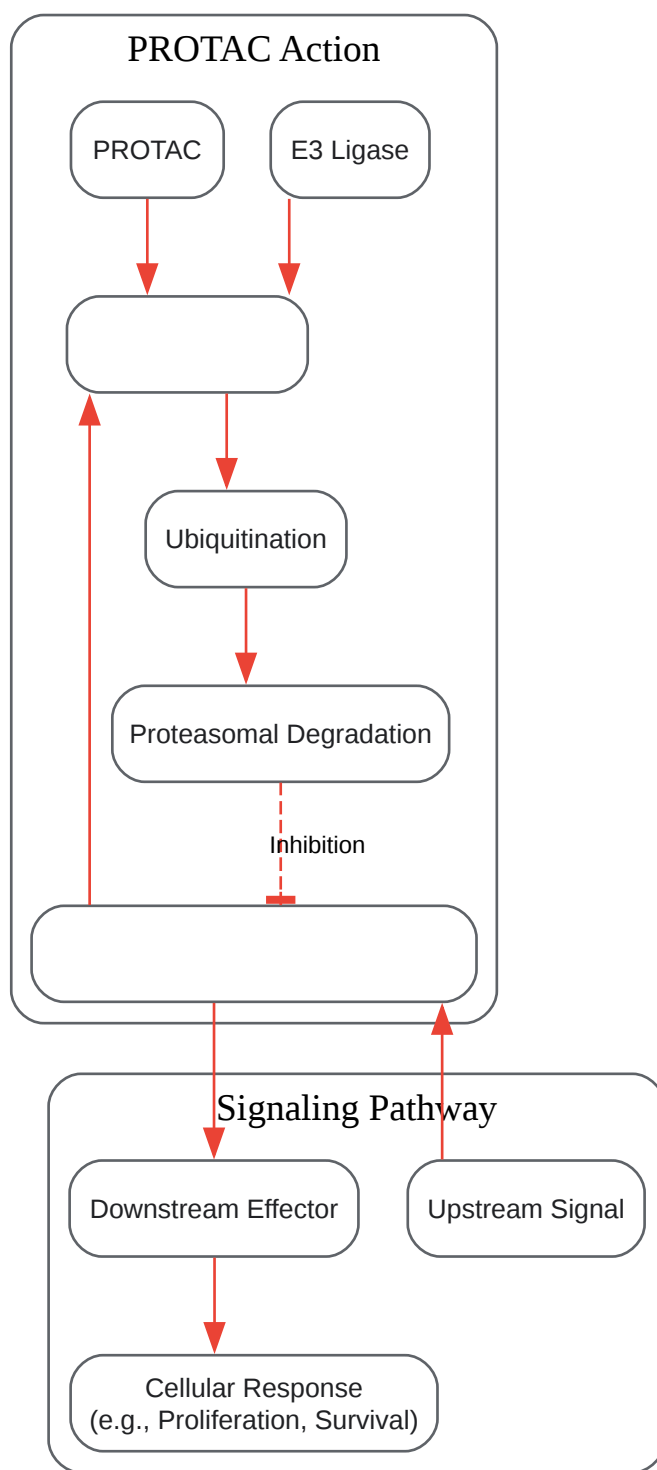 PROTAC Action
PROTAC
E3 Ligase
Ubiquitination
Proteasomal Degradation
Inhibition
Signaling Pathway
Downstream Effector
Upstream Signal
Cellular Response
(e.g., Proliferation, Survival)